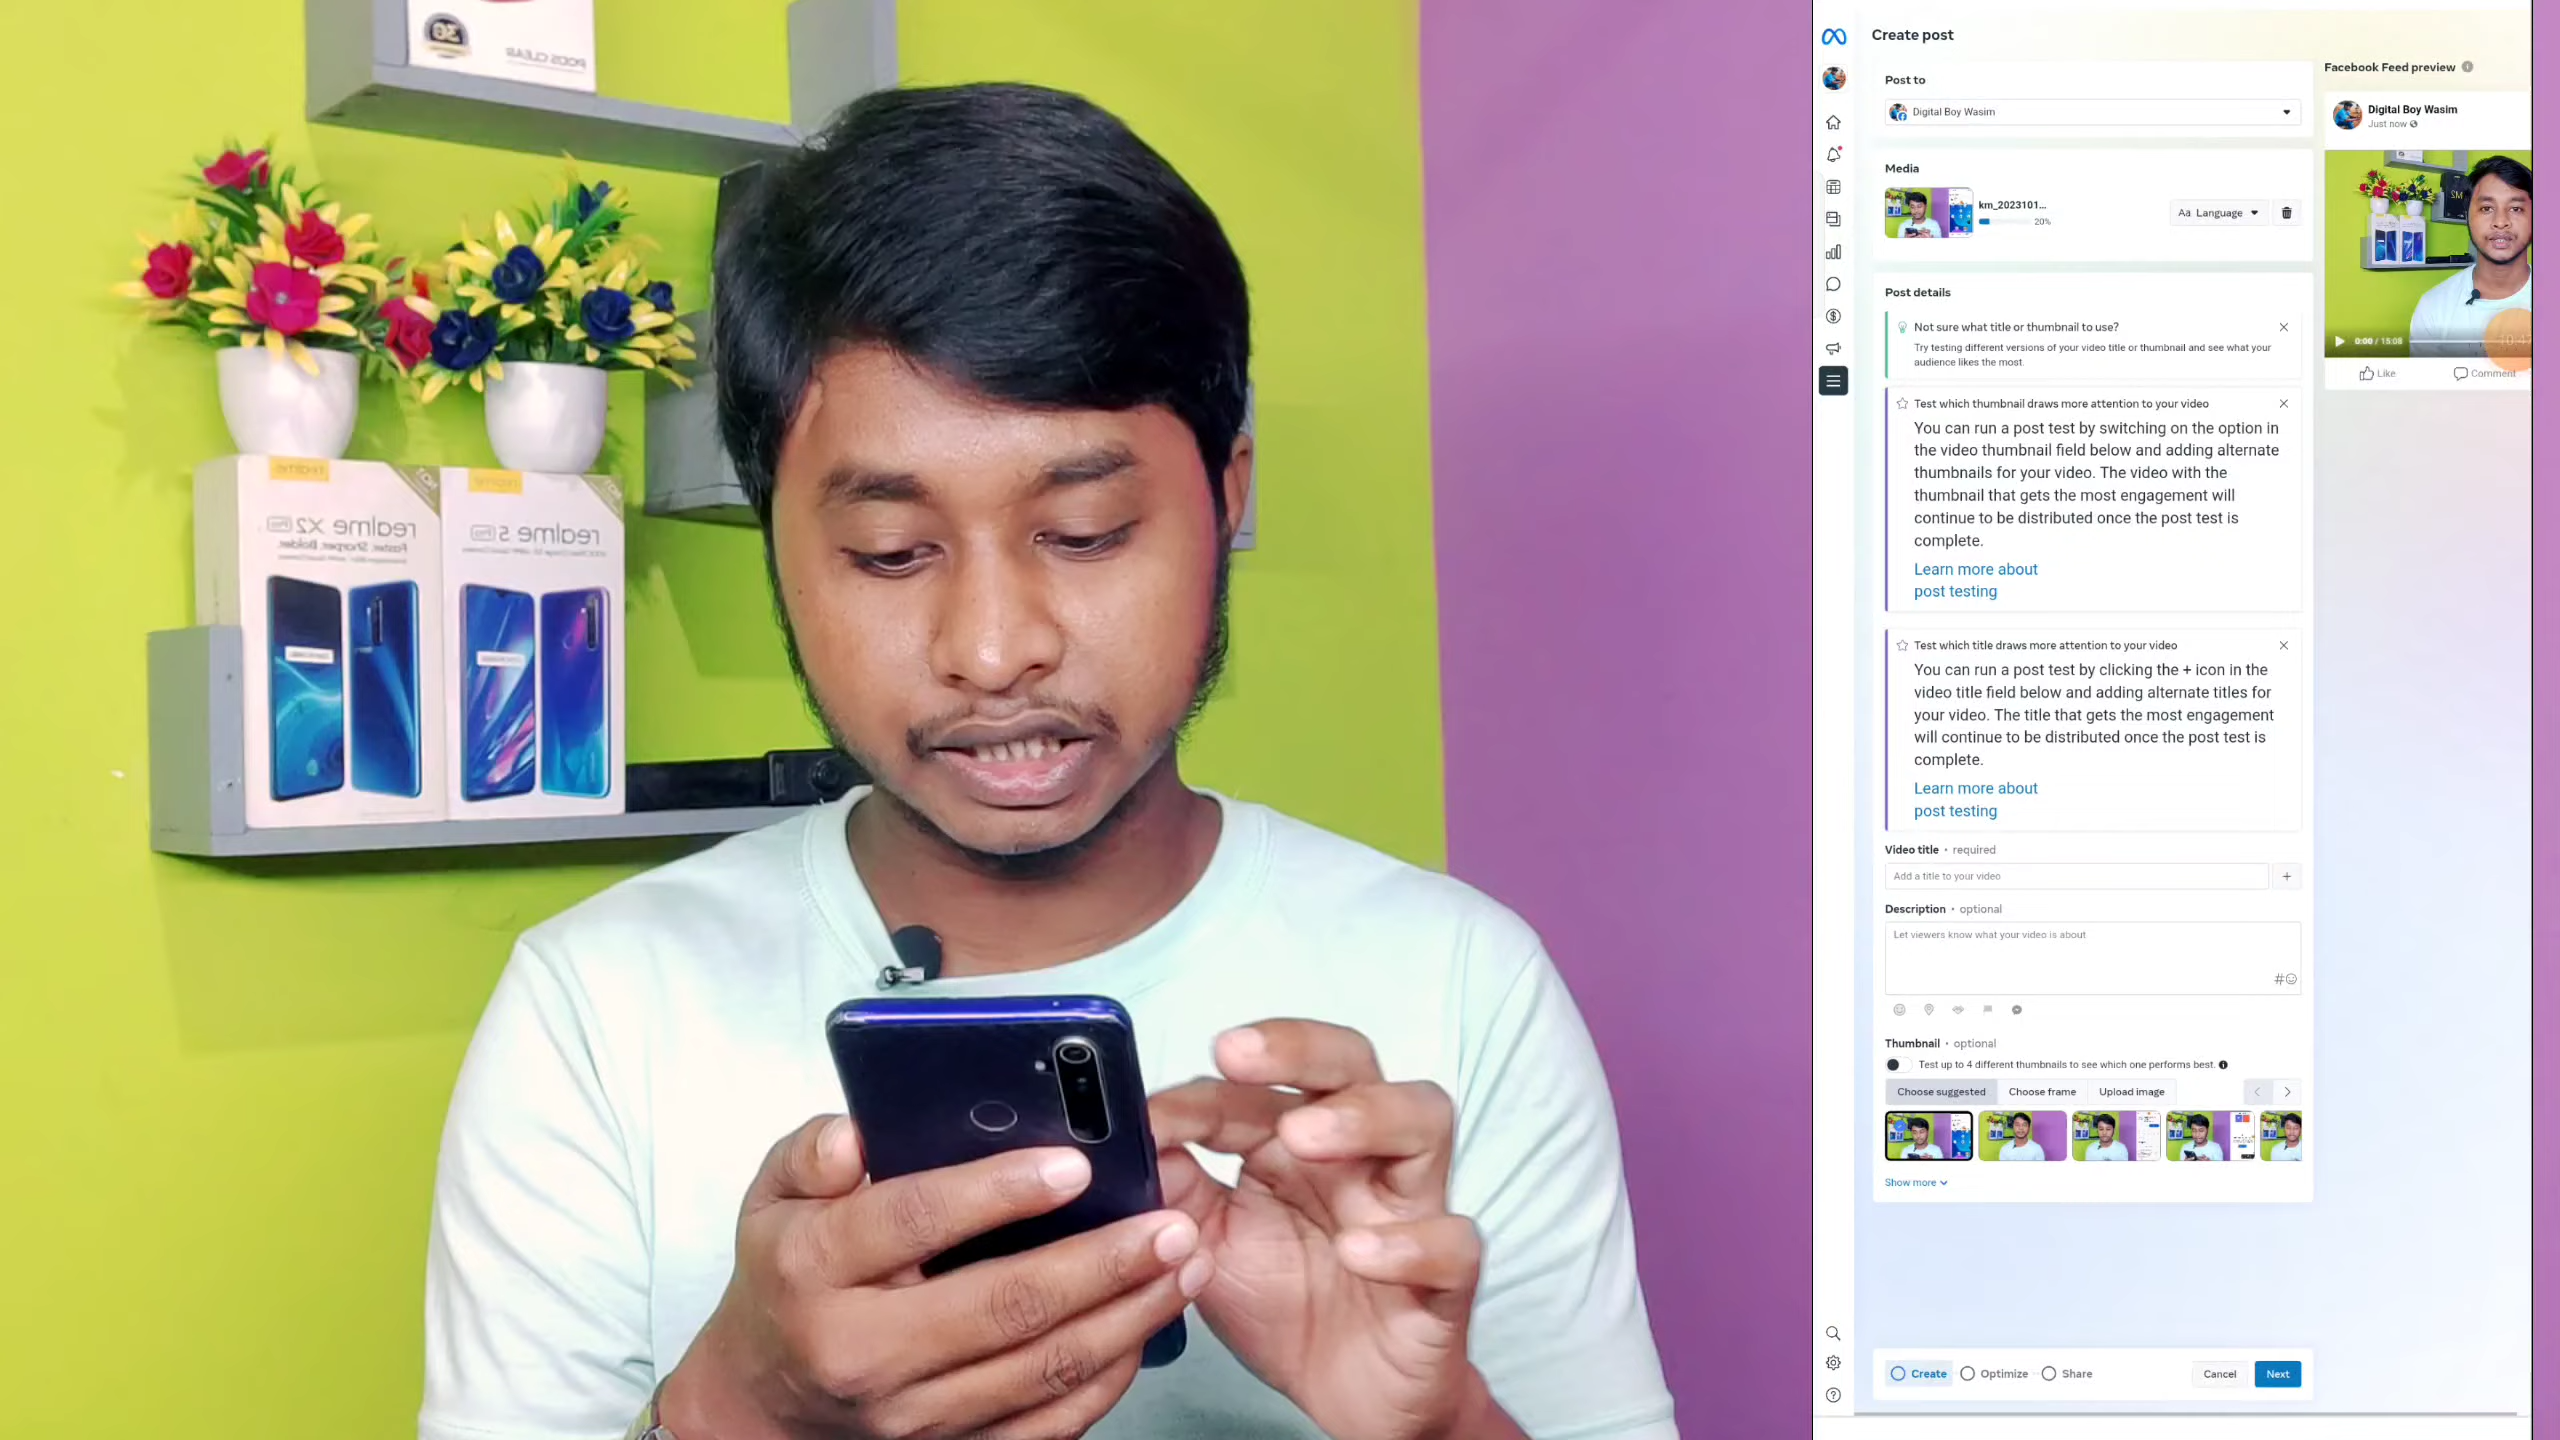 PODS CLEAR
realme
realme
realme X2 Pro
Faster. Sharper. Bolder.
realme 5 Pro
Create post
Post to
Digital Boy Wasim
Media
km_2023101...
20%
Aa Language
Post details
Not sure what title or thumbnail to use?
Try testing different versions of your video title or thumbnail and see what your
audience likes the most.
Test which thumbnail draws more attention to your video
You can run a post test by switching on the option in
the video thumbnail field below and adding alternate
thumbnails for your video. The video with the
thumbnail that gets the most engagement will
continue to be distributed once the post test is
complete.
Learn more about
post testing
Test which title draws more attention to your video
You can run a post test by clicking the + icon in the
video title field below and adding alternate titles for
your video. The title that gets the most engagement
will continue to be distributed once the post test is
complete.
Learn more about
post testing
Video title • required
Add a title to your video
Description • optional
Let viewers know what your video is about
Thumbnail • optional
Test up to 4 different thumbnails to see which one performs best.
Choose suggested
Choose frame
Upload image
Show more
Create
Optimize
Share
Cancel
Next
Facebook Feed preview
Digital Boy Wasim
Just now
0:00 / 15:08
Like
Comment